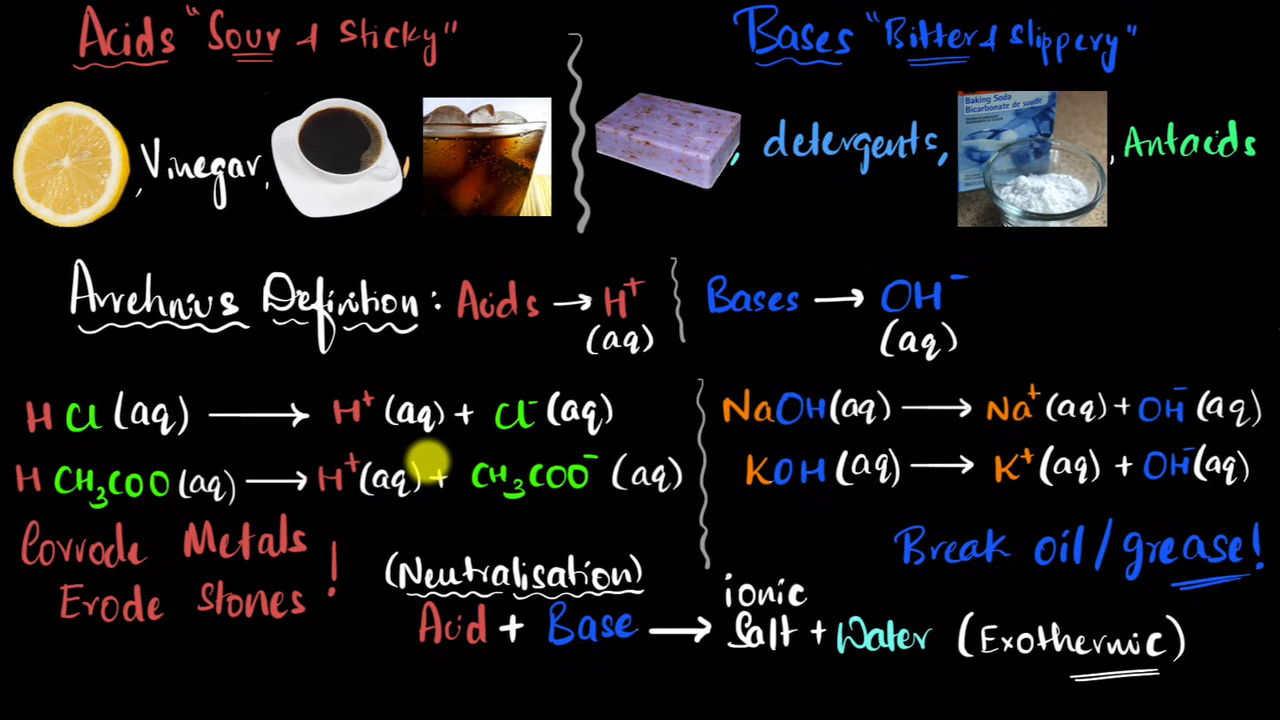 Acids "Sour & sticky"
Bases "Bitter & slippery"
, Vinegar, ,
, detergents, , Antacids
Baking Soda
Bicarbonate de soude
Arrehnius Definition: Acids → H⁺ (aq)
Bases → OH⁻ (aq)
H Cl (aq) → H⁺ (aq) + Cl⁻ (aq)
H CH₃COO (aq) → H⁺ (aq) + CH₃COO⁻ (aq)
NaOH (aq) → Na⁺ (aq) + OH⁻ (aq)
KOH (aq) → K⁺ (aq) + OH⁻ (aq)
Corrode Metals
Erode Stones !
Break oil/grease!
(Neutralisation)
ionic
Acid + Base → Salt + Water (Exothermic)